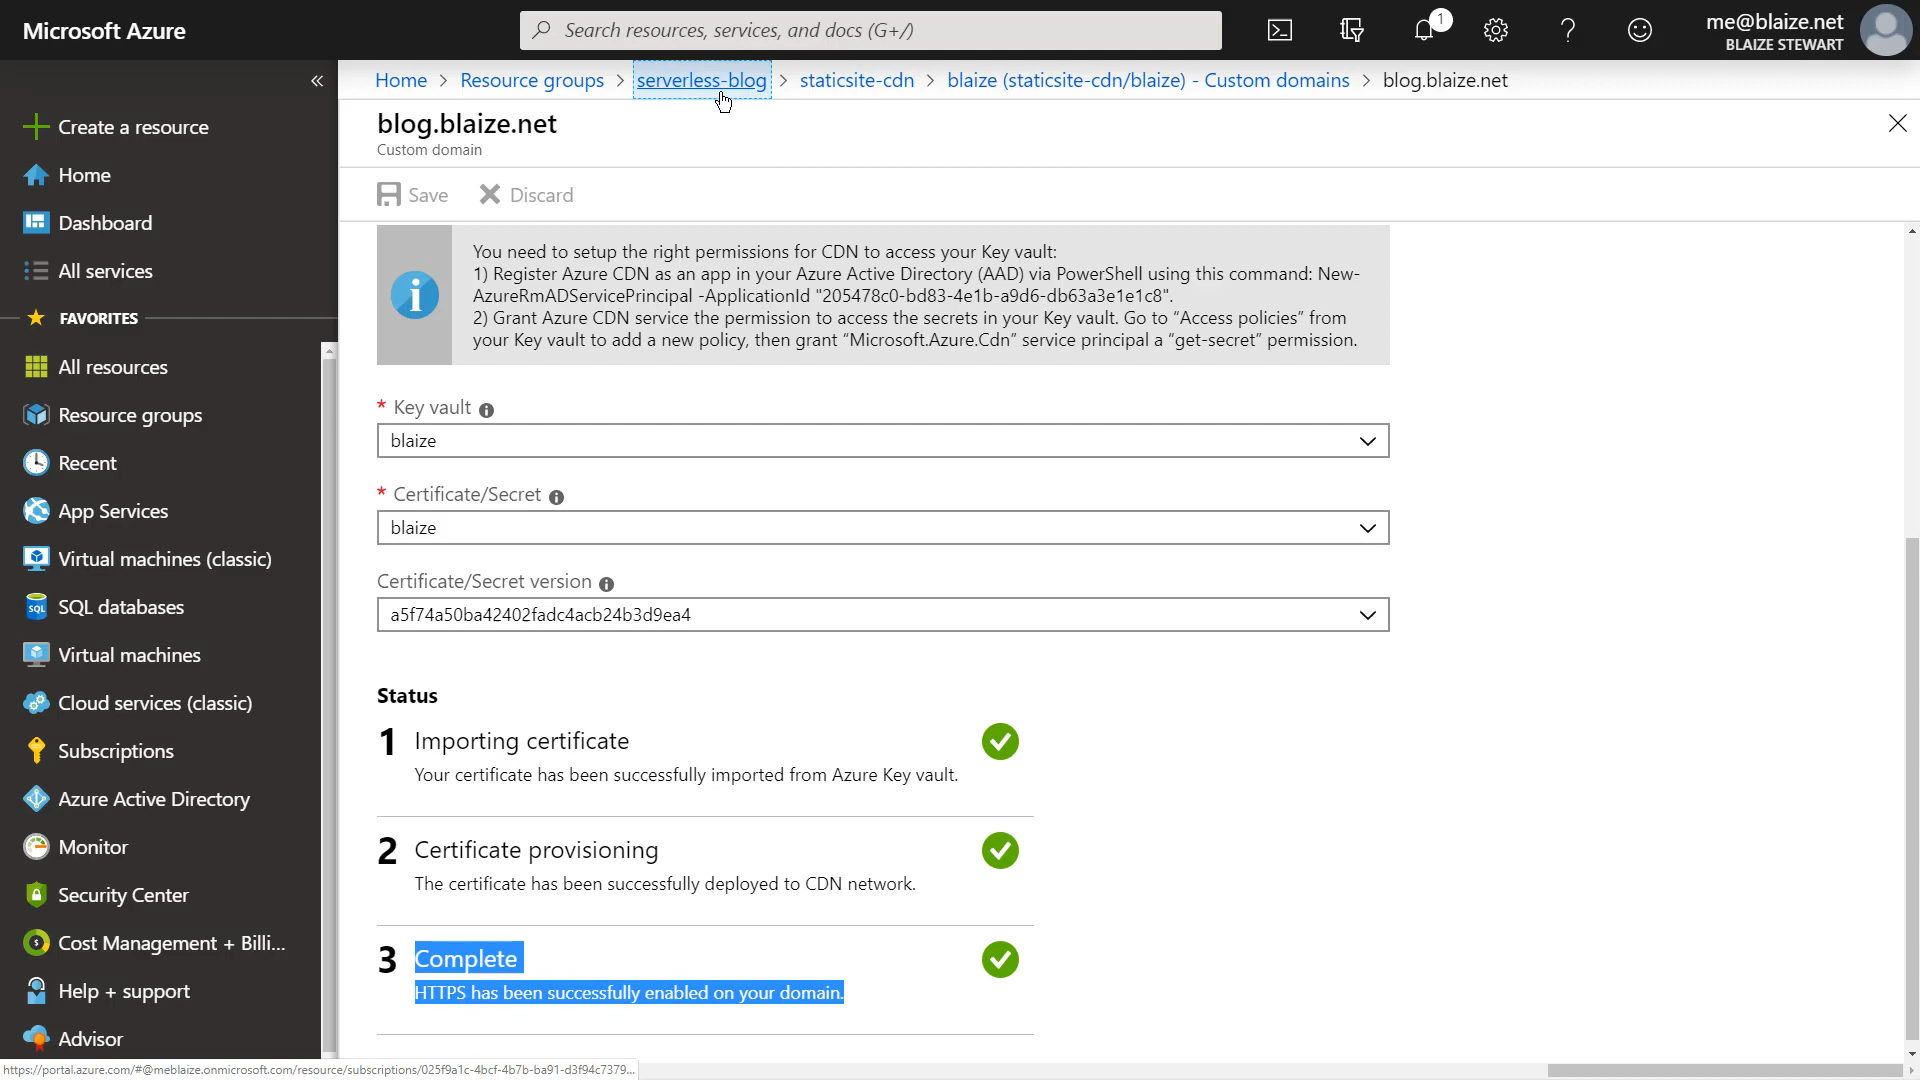 Microsoft Azure
Search resources, services, and docs (G+/)
1
me@blaize.net
BLAIZE STEWART
«
Create a resource
Home
Dashboard
All services
FAVORITES
All resources
Resource groups
Recent
App Services
Virtual machines (classic)
SQL
SQL databases
Virtual machines
Cloud services (classic)
Subscriptions
Azure Active Directory
Monitor
Security Center
Cost Management + Billi...
Help + support
Advisor
Home > Resource groups > serverless-blog > staticsite-cdn > blaize (staticsite-cdn/blaize) - Custom domains > blog.blaize.net
blog.blaize.net
Custom domain
Save
Discard
You need to setup the right permissions for CDN to access your Key vault:
1) Register Azure CDN as an app in your Azure Active Directory (AAD) via PowerShell using this command: New-
AzureRmADServicePrincipal -ApplicationId "205478c0-bd83-4e1b-a9d6-db63a3e1e1c8".
2) Grant Azure CDN service the permission to access the secrets in your Key vault. Go to “Access policies” from
your Key vault to add a new policy, then grant “Microsoft.Azure.Cdn” service principal a “get-secret” permission.
* Key vault
blaize
* Certificate/Secret
blaize
Certificate/Secret version
a5f74a50ba42402fadc4acb24b3d9ea4
Status
1 Importing certificate
Your certificate has been successfully imported from Azure Key vault.
2 Certificate provisioning
The certificate has been successfully deployed to CDN network.
3 Complete
HTTPS has been successfully enabled on your domain.
https://portal.azure.com/#@meblaize.onmicrosoft.com/resource/subscriptions/025f9a1c-4bcf-4b7b-ba91-d3f94c7379...